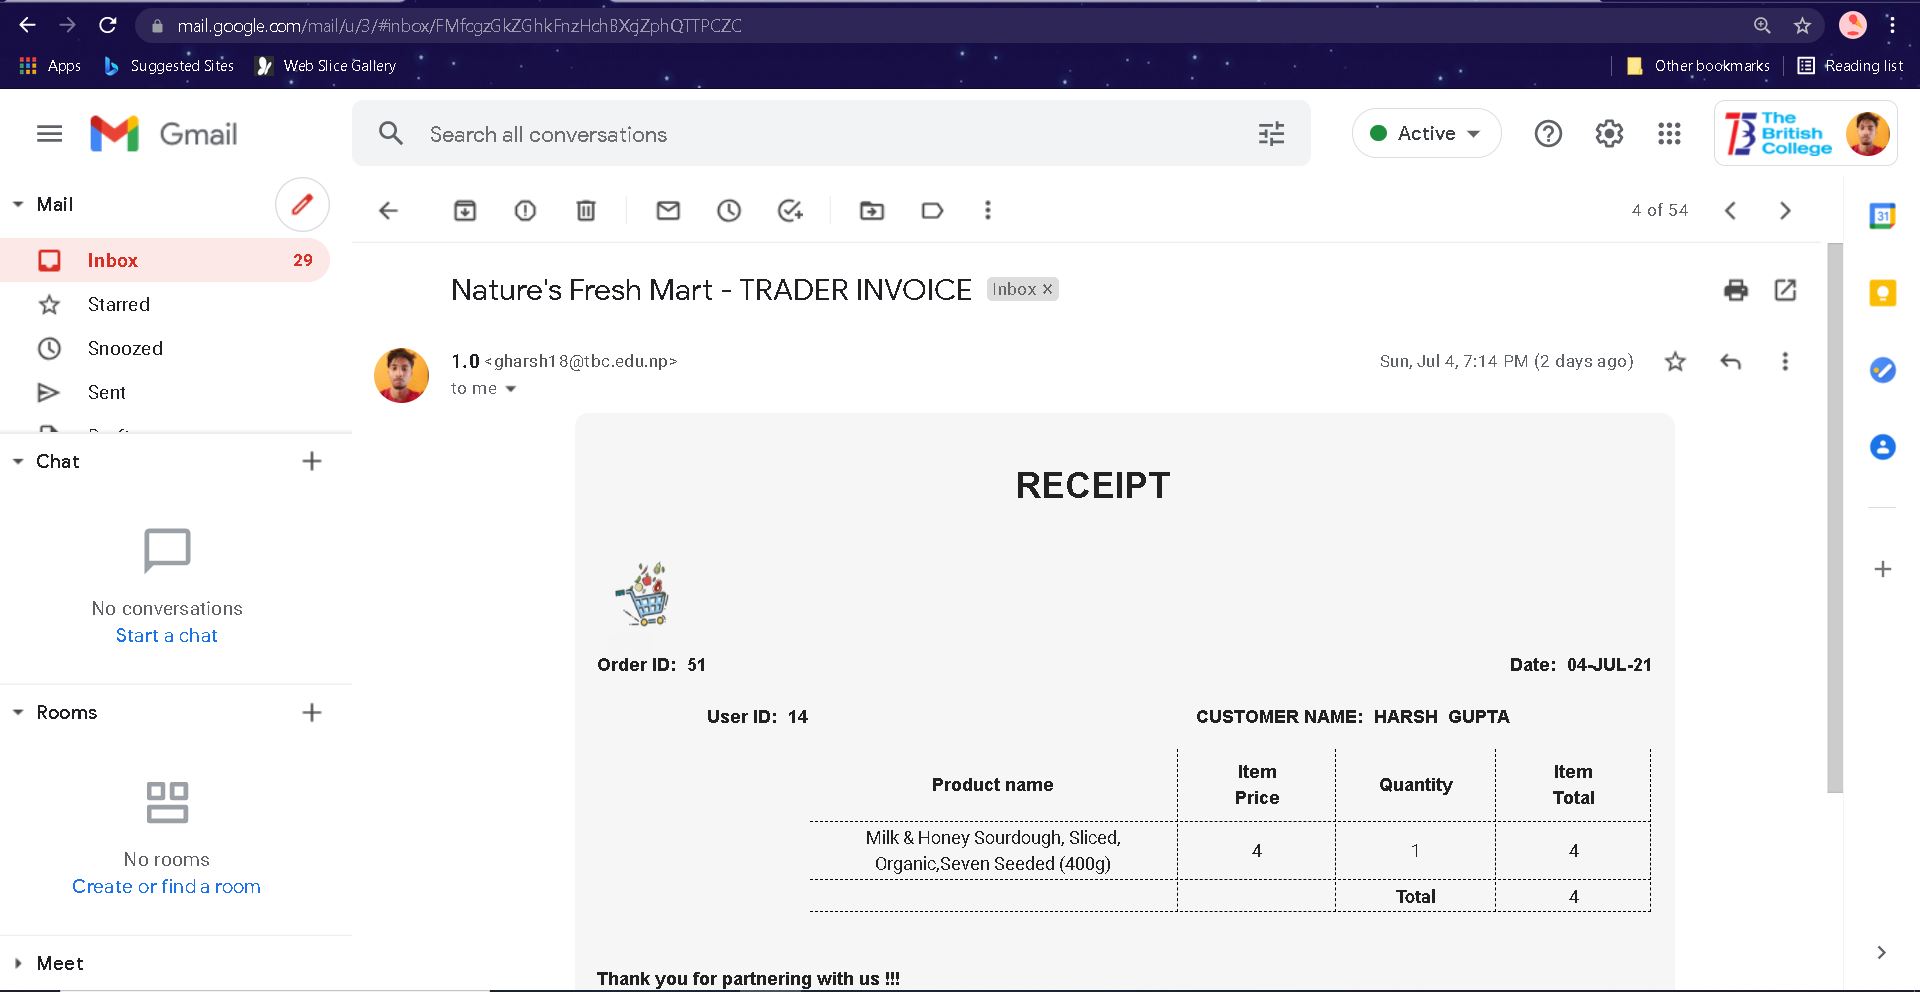 mail.google.com/mail/u/3/#inbox/FMfcgzGkZGhkFnzHchBXqjZphQTTPCZC
Apps
Suggested Sites
Web Slice Gallery
Other bookmarks
Reading list
Gmail
Search all conversations
Active
The
British
College
Mail
4 of 54
31
Inbox 29
Starred
Snoozed
Sent
Chat
No conversations
Start a chat
Rooms
No rooms
Create or find a room
Meet
Nature's Fresh Mart - TRADER INVOICE Inbox ×
1.0 <gharsh18@tbc.edu.np>
Sun, Jul 4, 7:14 PM (2 days ago)
to me
RECEIPT
Order ID: 51
Date: 04-JUL-21
User ID: 14
CUSTOMER NAME: HARSH GUPTA
Product name
Item
Price
Quantity
Item
Total
Milk & Honey Sourdough, Sliced,
Organic,Seven Seeded (400g)
4
1
4
Total
4
Thank you for partnering with us !!!